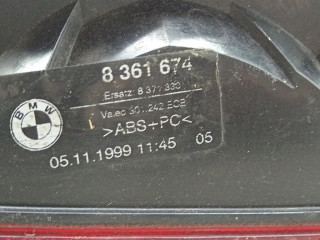 8 361 674
Ersatz: 8 371 330
BMW
Valeo 301.242 ECE
>ABS+PC<
05.11.1999 11:45 05